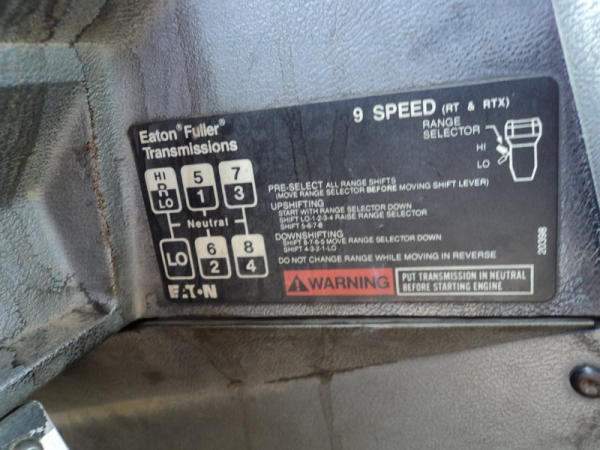 Eaton® Fuller®
Transmissions
9 SPEED (RT & RTX)
RANGE
SELECTOR
HI
LO
HI 5 7
R 1 3
LO
Neutral
LO 6 8
2 4
EATON
PRE-SELECT ALL RANGE SHIFTS
(MOVE RANGE SELECTOR BEFORE MOVING SHIFT LEVER)
UPSHIFTING
START WITH RANGE SELECTOR DOWN
SHIFT LO-1-2-3-4 RAISE RANGE SELECTOR
SHIFT 5-6-7-8
DOWNSHIFTING
SHIFT 8-7-6-5 MOVE RANGE SELECTOR DOWN
SHIFT 4-3-2-1-LO
DO NOT CHANGE RANGE WHILE MOVING IN REVERSE
WARNING
PUT TRANSMISSION IN NEUTRAL
BEFORE STARTING ENGINE
20398